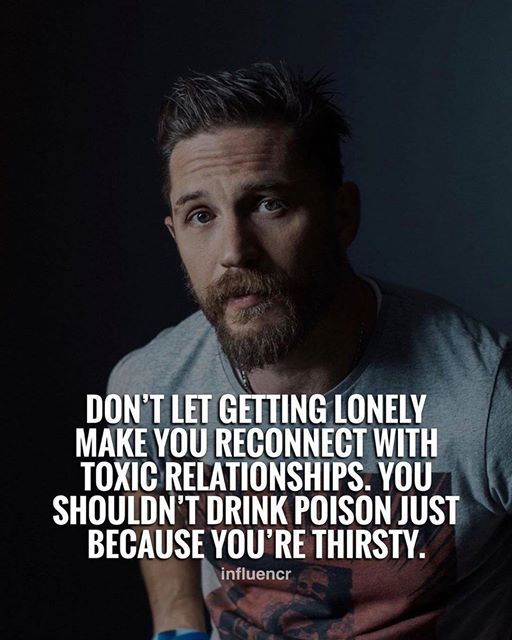 DON'T LET GETTING LONELY
MAKE YOU RECONNECT WITH
TOXIC RELATIONSHIPS. YOU
SHOULDN'T DRINK POISON JUST
BECAUSE YOU'RE THIRSTY.
influencr